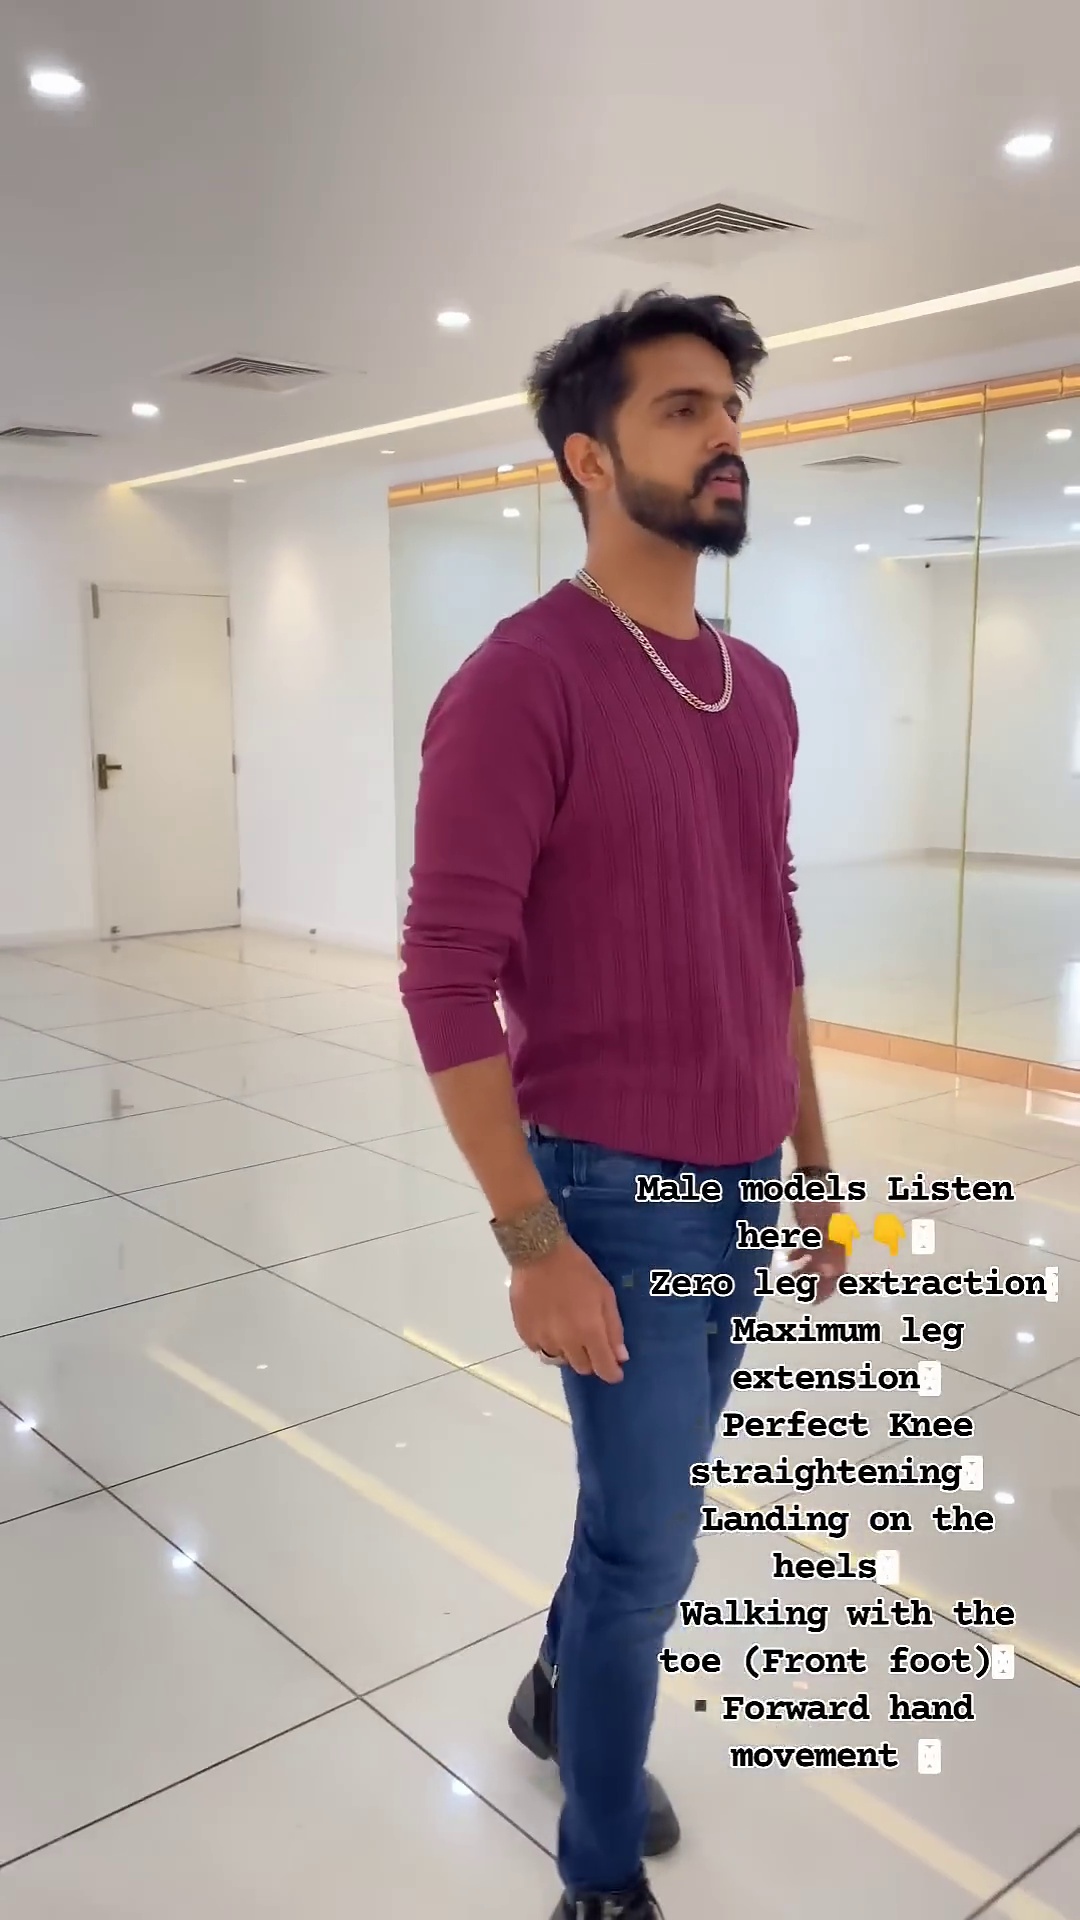 Male models Listen
here👇👇
▪️Zero leg extraction
▪️Maximum leg
extension
▪️Perfect Knee
straightening
▪️Landing on the
heels
▪️Walking with the
toe (Front foot)
▪️Forward hand
movement